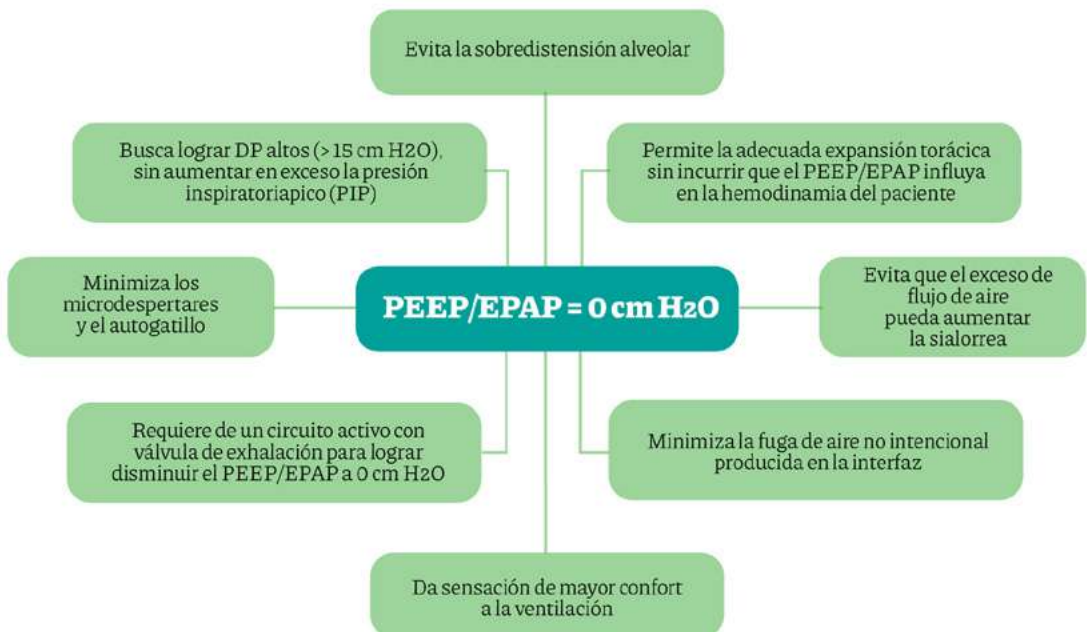 Evita la sobredistensión alveolar
Busca lograr DP altos (> 15 cm H2O),
sin aumentar en exceso la presión
inspiratoriapico (PIP)
Permite la adecuada expansión torácica
sin incurrir que el PEEP/EPAP influya
en la hemodinamia del paciente
Minimiza los
microdespertares
y el autogatillo
PEEP/EPAP = 0 cm H2O
Evita que el exceso de
flujo de aire
pueda aumentar
la sialorrea
Requiere de un circuito activo con
válvula de exhalación para lograr
disminuir el PEEP/EPAP a 0 cm H2O
Minimiza la fuga de aire no intencional
producida en la interfaz
Da sensación de mayor confort
a la ventilación